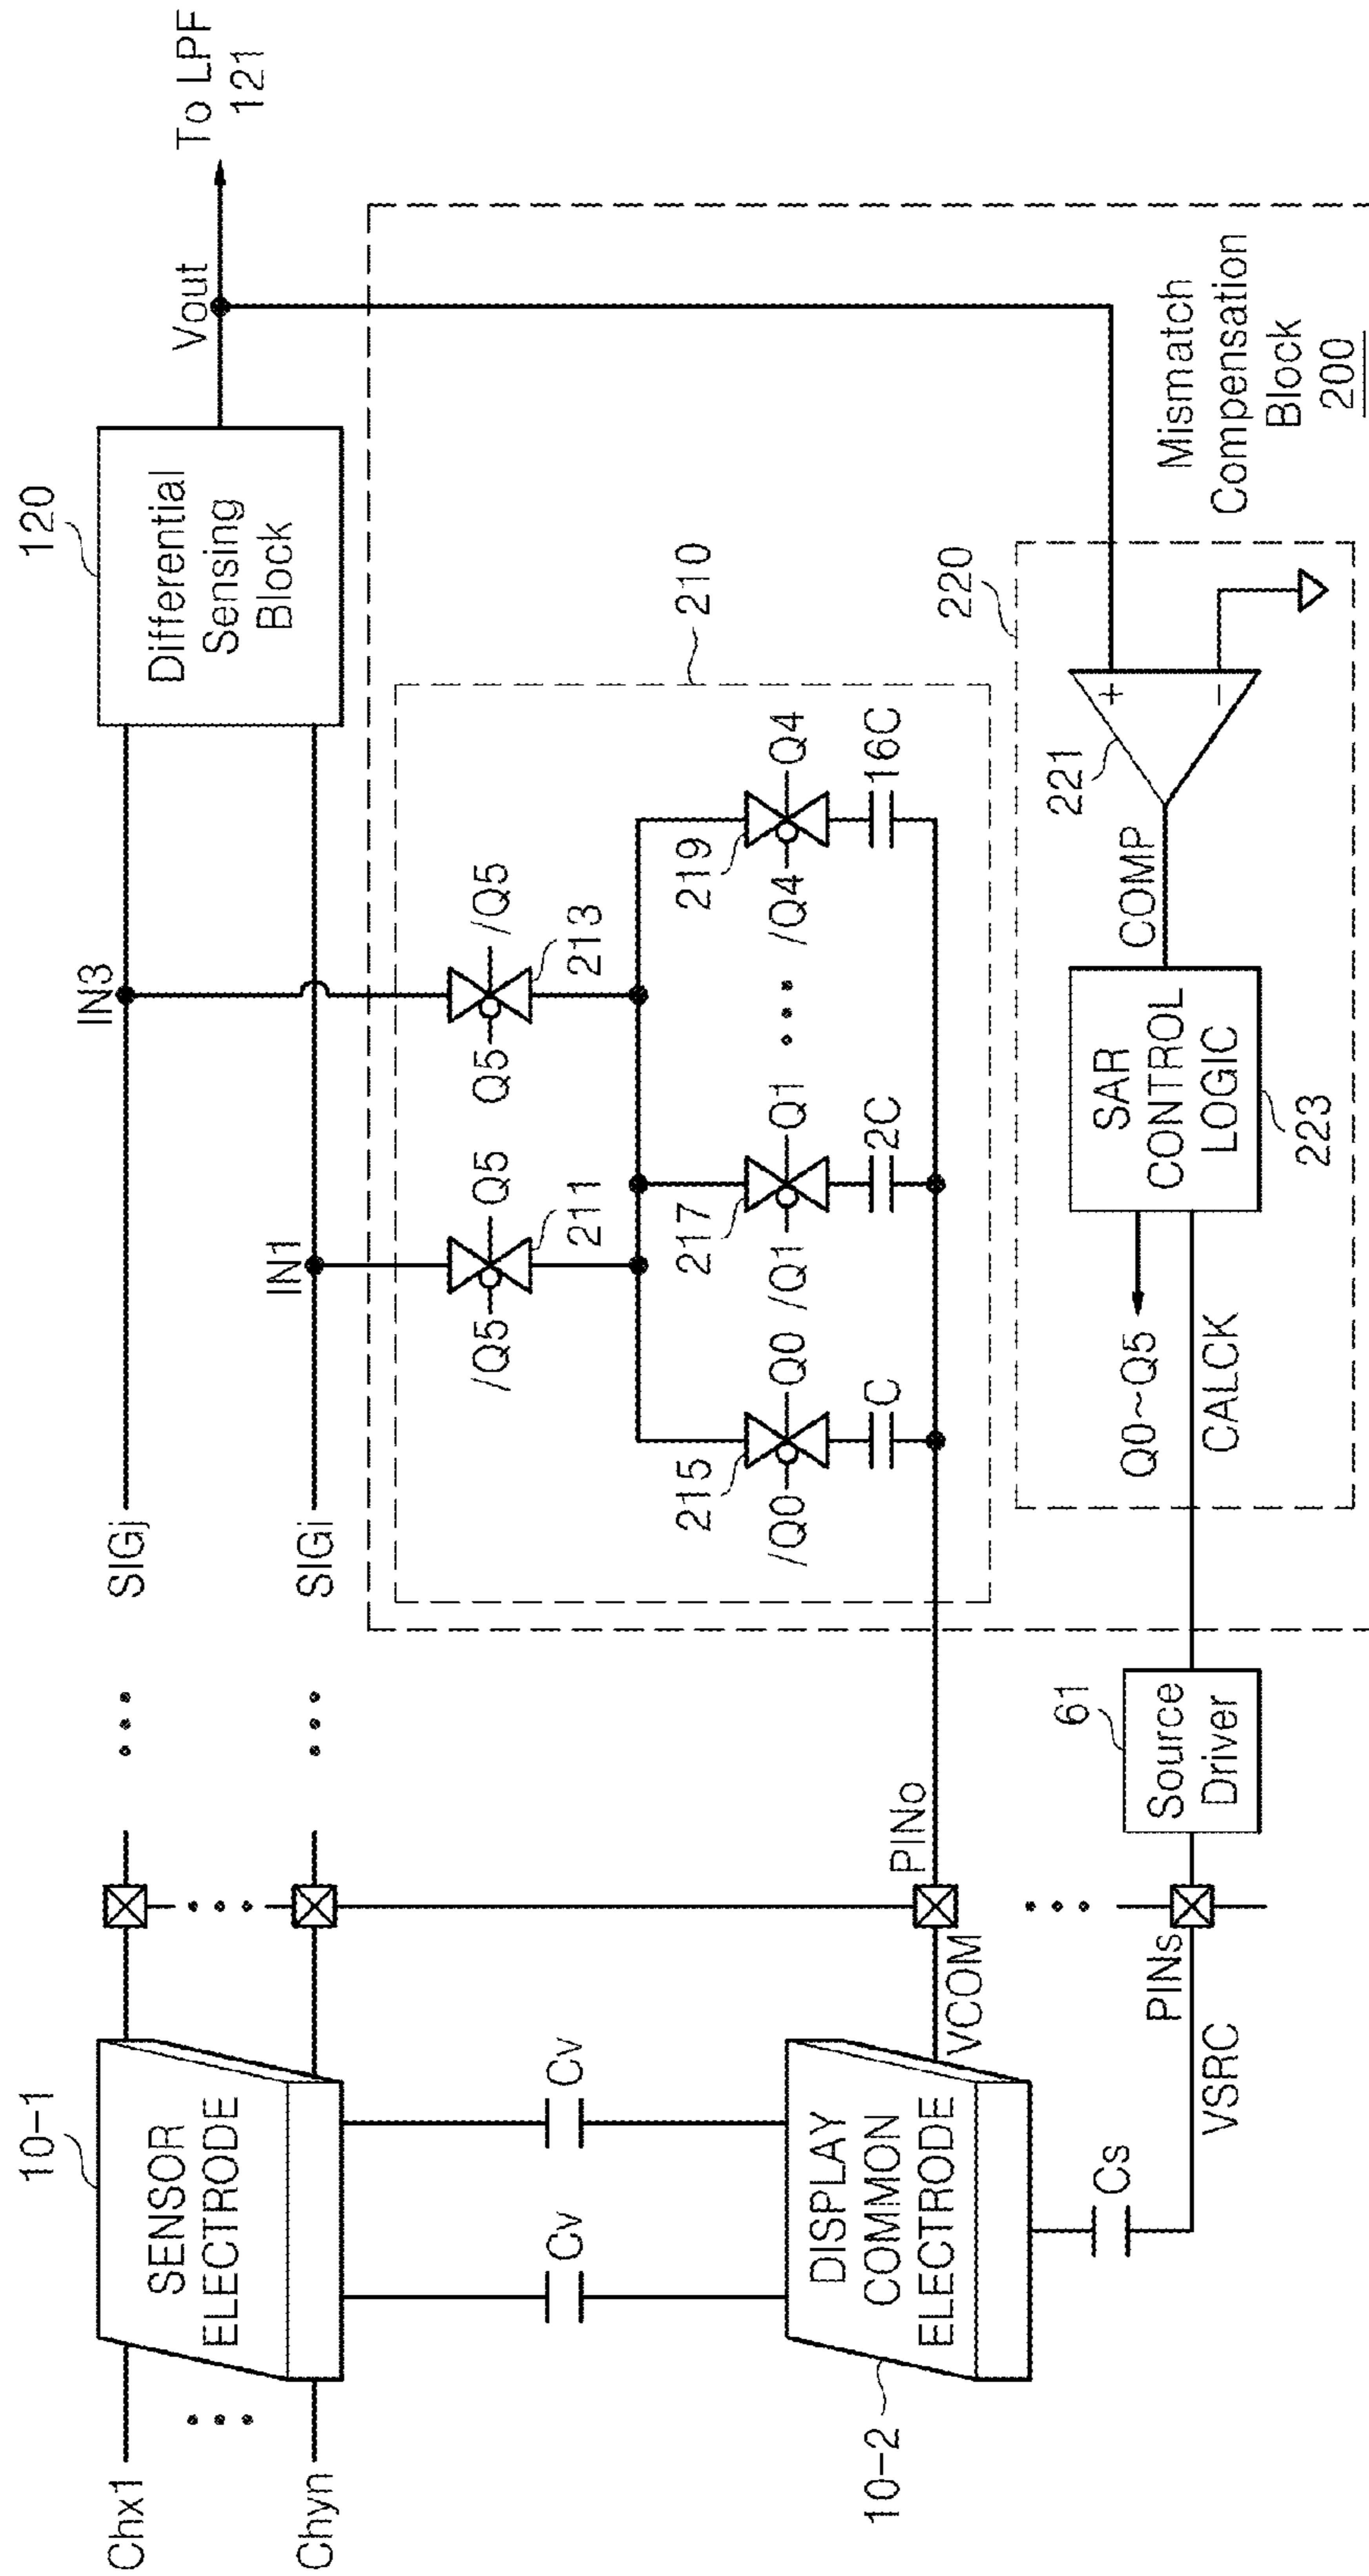 10-1
SENSOR
ELECTRODE
Chx1
Chyn
SIGj
SIGi
IN3
IN1
120
Differential
Sensing
Block
Vout
To LPF
121
Cv
Cv
/Q5
Q5
211
Q5
/Q5
213
210
215
/Q0
Q0
C
217
/Q1
Q1
2C
219
/Q4
Q4
16C
Mismatch
Compensation
Block
200
10-2
DISPLAY
COMMON
ELECTRODE
VCOM
PINo
Cs
VSRC
PINs
61
Source
Driver
CALCK
Q0~Q5
SAR
CONTROL
LOGIC
223
COMP
221
+
−
220